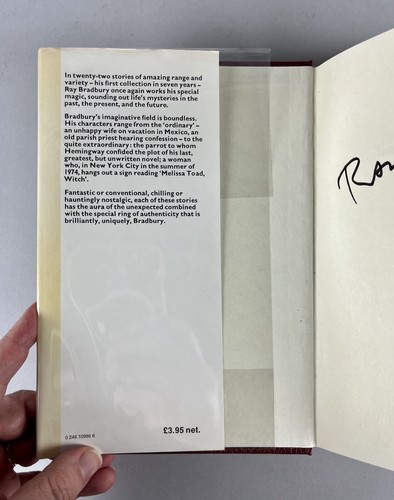 In twenty-two stories of amazing range and
variety – his first collection in seven years –
Ray Bradbury once again works his special
magic, sounding out life's mysteries in the
past, the present, and the future.
Bradbury's imaginative field is boundless.
His characters range from the 'ordinary' –
an unhappy wife on vacation in Mexico, an
old parish priest hearing confession – to
the quite extraordinary: the parrot to whom
Hemingway confided the plot of his last,
greatest, but unwritten novel; a woman
who, in New York City in the summer of
1974, hangs out a sign reading 'Melissa Toad,
Witch'.
Fantastic or conventional, chilling or
hauntingly nostalgic, each of these stories
has the aura of the unexpected combined
with the special ring of authenticity that is
brilliantly, uniquely, Bradbury.
£3.95 net.
0 246 10986 6